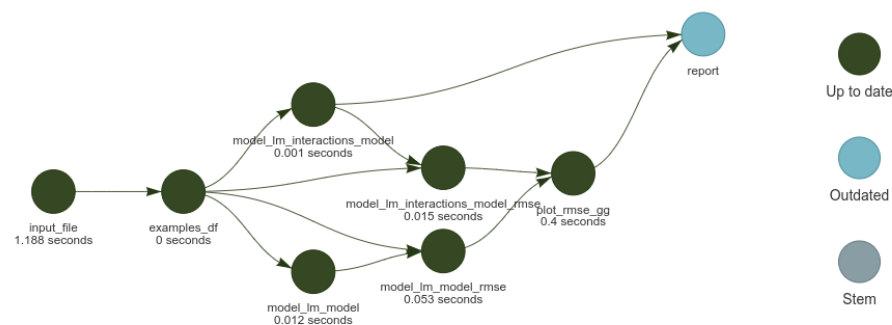 report
Up to date
model_lm_interactions_model
0.001 seconds
Outdated
input_file
1.188 seconds
examples_df
0 seconds
model_lm_interactions_model_rmse
0.015 seconds
plot_rmse_gg
0.4 seconds
model_lm_model_rmse
0.053 seconds
model_lm_model
0.012 seconds
Stem